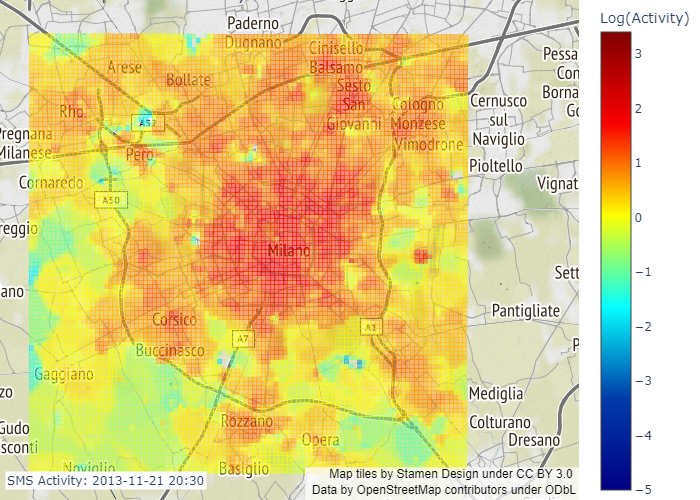 Paderno
Dugnano
Log(Activity)
Cinisello
Balsamo
Arese
Bollate
Sesto
San
Giovanni
Pessa
Con
Borna
Go
Rho
A52
Cologno
Monzese
Cernusco
sul
Naviglio
Pregnana
Milanese
Pero
Vimodrone
Pioltello
Cornaredo
Vignat
A50
reggio
Milano
Sett
ano
Pantigliate
Corsico
A7
A1
Buccinasco
P
Gaggiano
zo
Mediglia
Rozzano
Colturano
Gudo
sconti
Opera
Dresano
Noviglio
Basiglio
SMS Activity: 2013-11-21 20:30
Map tiles by Stamen Design under CC BY 3.0
Data by OpenStreetMap contributors under ODbL
3
2
1
0
−1
−2
−3
−4
−5